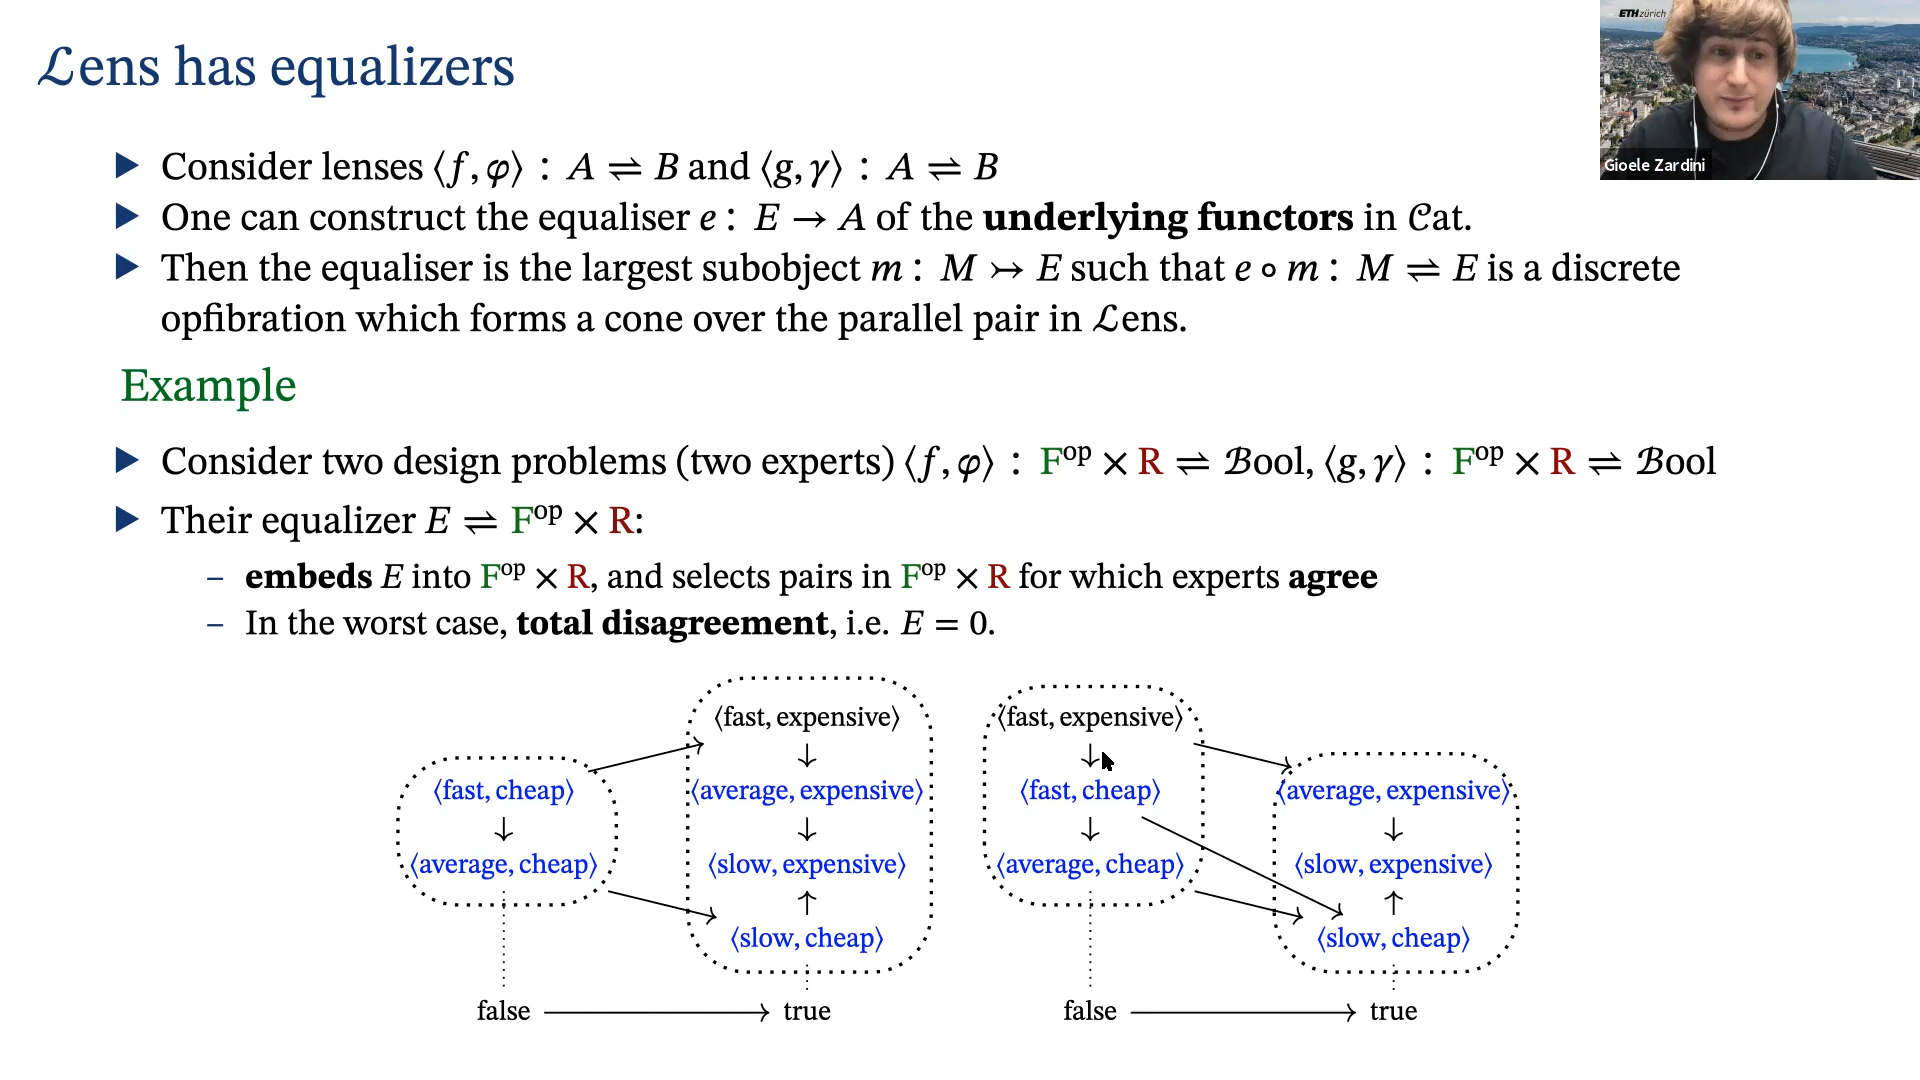 ℒens has equalizers
ETH zürich
Gioele Zardini
▶ Consider lenses ⟨f, φ⟩ : A ⇌ B and ⟨g, γ⟩ : A ⇌ B
▶ One can construct the equaliser e : E → A of the underlying functors in 𝒞at.
▶ Then the equaliser is the largest subobject m : M ↣ E such that e ∘ m : M ⇌ E is a discrete
opfibration which forms a cone over the parallel pair in ℒens.
Example
▶ Consider two design problems (two experts) ⟨f, φ⟩ : F^op × R ⇌ ℬool, ⟨g, γ⟩ : F^op × R ⇌ ℬool
▶ Their equalizer E ⇌ F^op × R:
– embeds E into F^op × R, and selects pairs in F^op × R for which experts agree
– In the worst case, total disagreement, i.e. E = 0.
⟨fast, cheap⟩
↓
⟨average, cheap⟩
⟨fast, expensive⟩
↓
⟨average, expensive⟩
↓
⟨slow, expensive⟩
↑
⟨slow, cheap⟩
false → true
⟨fast, expensive⟩
↓
⟨fast, cheap⟩
↓
⟨average, cheap⟩
⟨average, expensive⟩
↓
⟨slow, expensive⟩
↑
⟨slow, cheap⟩
false → true